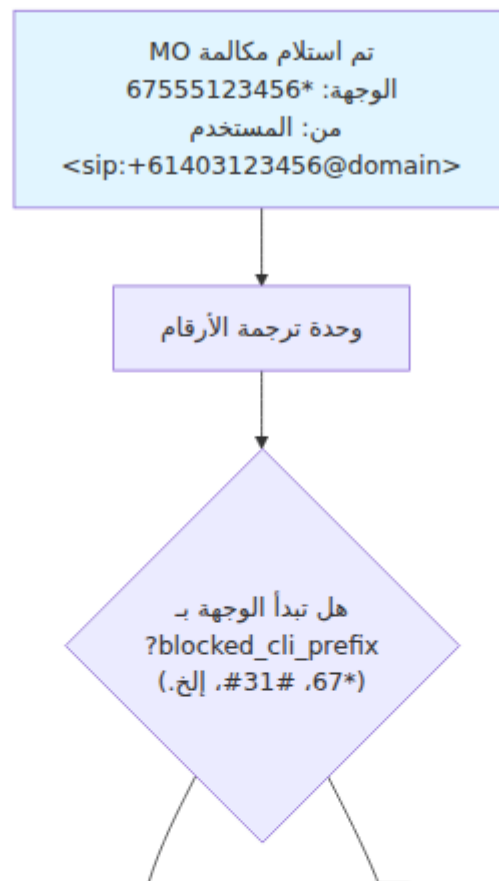 تم استلام مكالمة MO
الوجهة: *67555123456
من: المستخدم
<sip:+61403123456@domain>
وحدة ترجمة الأرقام
هل تبدأ الوجهة بـ
blocked_cli_prefix?
(*67، #31#، إلخ.)